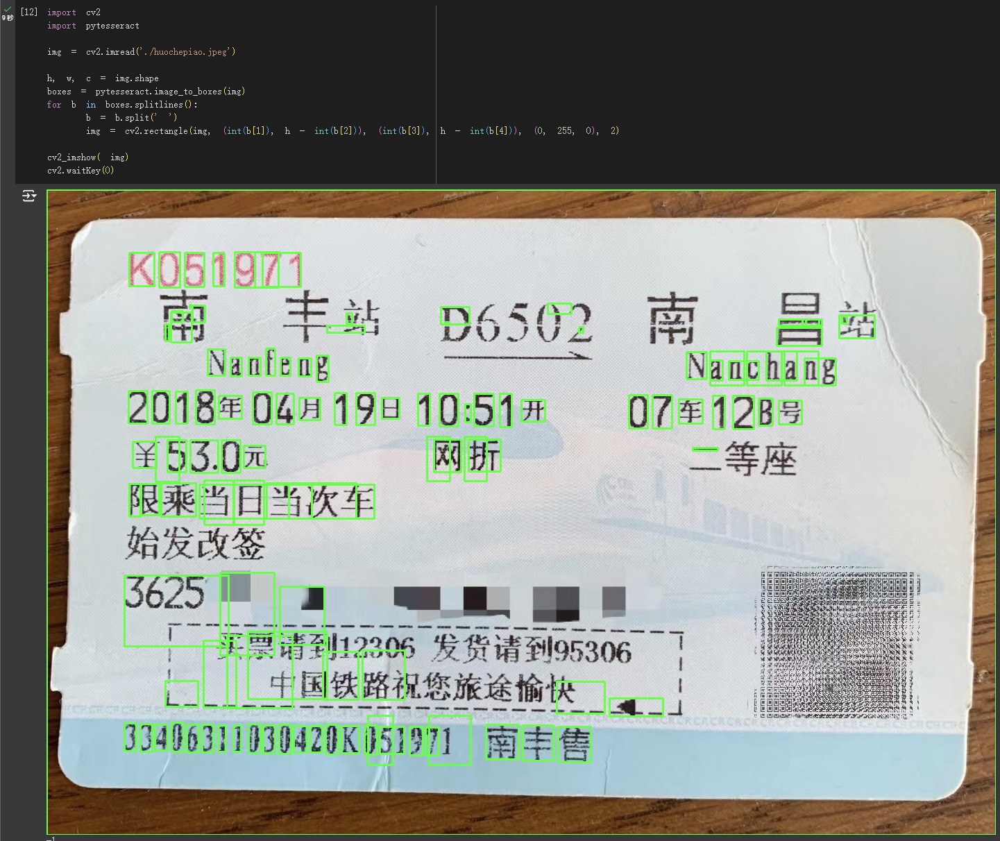 9秒
[12] import cv2
import pytesseract
img = cv2.imread('./huochepiao.jpeg')
h, w, c = img.shape
boxes = pytesseract.image_to_boxes(img)
for b in boxes.splitlines():
b = b.split(' ')
img = cv2.rectangle(img, (int(b[1]), h - int(b[2])), (int(b[3]), h - int(b[4])), (0, 255, 0), 2)
cv2_imshow( img)
cv2.waitKey(0)
K051971
南 丰站 D6502 南 昌站
Nanfeng Nanchang
2018年04月19日10:51开 07车12B号
¥53.0元 网折 二等座
限乘当日当次车
始发改签
3625
票请到12306 发货请到95306
中国铁路祝您旅途愉快
33406311030420K051971 南丰售
-1